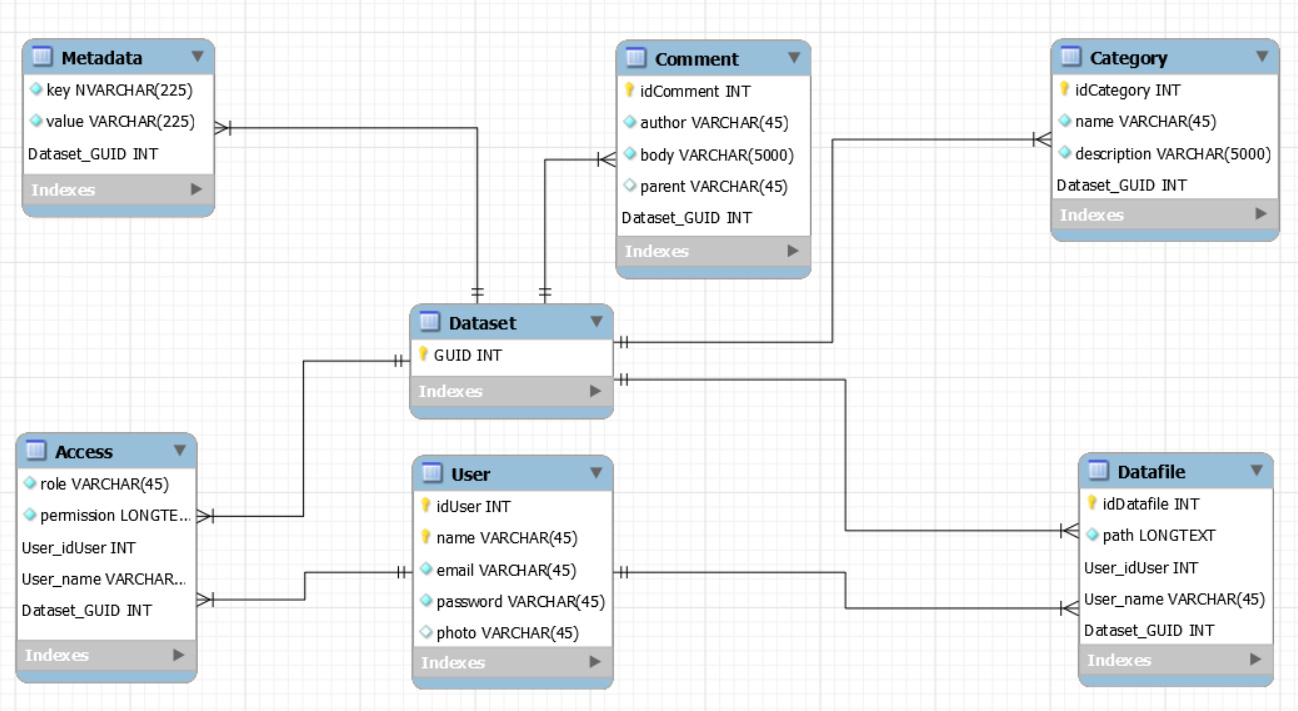 Metadata
key NVARCHAR(225)
value VARCHAR(225)
Dataset_GUID INT
Indexes
Comment
idComment INT
author VARCHAR(45)
body VARCHAR(5000)
parent VARCHAR(45)
Dataset_GUID INT
Indexes
Category
idCategory INT
name VARCHAR(45)
description VARCHAR(5000)
Dataset_GUID INT
Indexes
Dataset
GUID INT
Indexes
Access
role VARCHAR(45)
permission LONGTE...
User_idUser INT
User_name VARCHAR...
Dataset_GUID INT
Indexes
User
idUser INT
name VARCHAR(45)
email VARCHAR(45)
password VARCHAR(45)
photo VARCHAR(45)
Indexes
Datafile
idDatafile INT
path LONGTEXT
User_idUser INT
User_name VARCHAR(45)
Dataset_GUID INT
Indexes